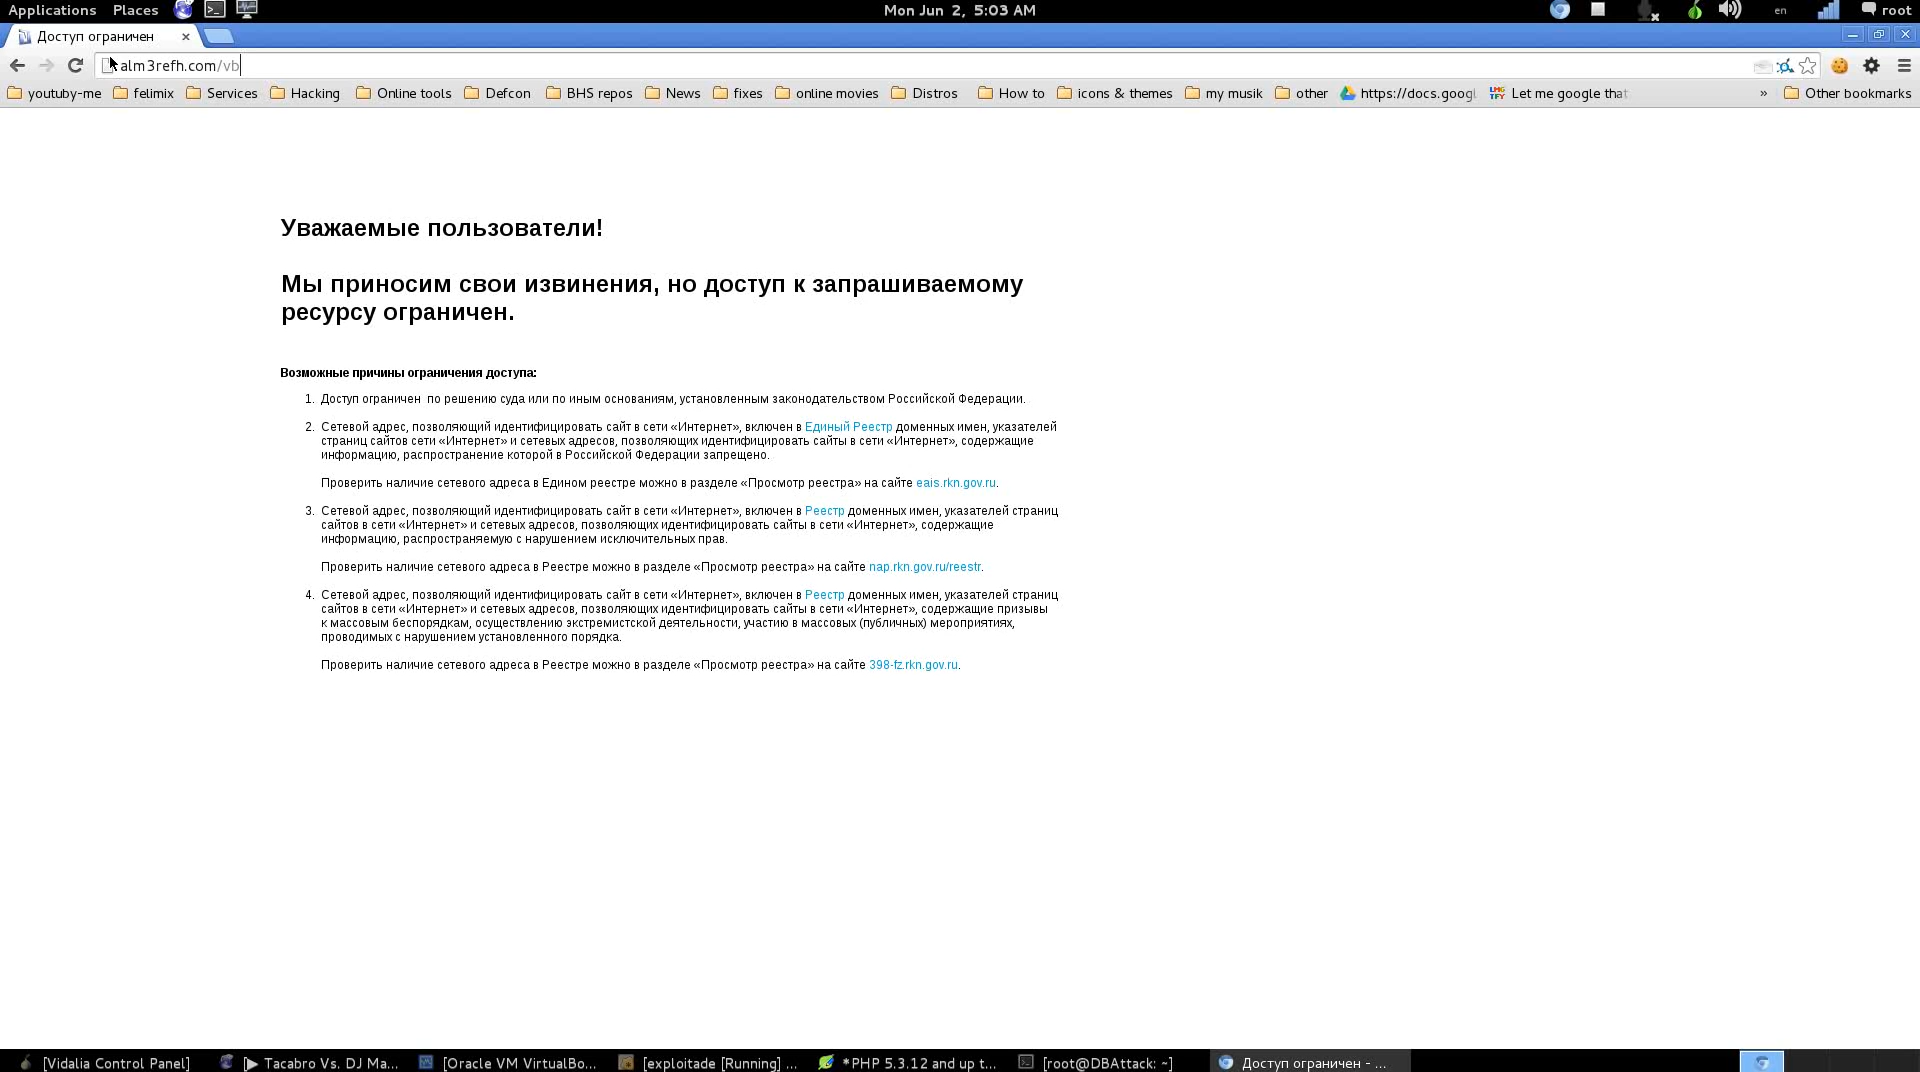 Applications Places Mon Jun 2, 5:03 AM en root
Доступ ограничен
alm3refh.com/vb
youtuby-me felimix Services Hacking Online tools Defcon BHS repos News fixes online movies Distros How to icons & themes my musik other https://docs.googl Let me google that » Other bookmarks
Уважаемые пользователи!
Мы приносим свои извинения, но доступ к запрашиваемому
ресурсу ограничен.
Возможные причины ограничения доступа:
1. Доступ ограничен по решению суда или по иным основаниям, установленным законодательством Российской Федерации.
2. Сетевой адрес, позволяющий идентифицировать сайт в сети «Интернет», включен в Единый Реестр доменных имен, указателей
страниц сайтов сети «Интернет» и сетевых адресов, позволяющих идентифицировать сайты в сети «Интернет», содержащие
информацию, распространение которой в Российской Федерации запрещено.
Проверить наличие сетевого адреса в Едином реестре можно в разделе «Просмотр реестра» на сайте eais.rkn.gov.ru.
3. Сетевой адрес, позволяющий идентифицировать сайт в сети «Интернет», включен в Реестр доменных имен, указателей страниц
сайтов в сети «Интернет» и сетевых адресов, позволяющих идентифицировать сайты в сети «Интернет», содержащие
информацию, распространяемую с нарушением исключительных прав.
Проверить наличие сетевого адреса в Реестре можно в разделе «Просмотр реестра» на сайте nap.rkn.gov.ru/reestr.
4. Сетевой адрес, позволяющий идентифицировать сайт в сети «Интернет», включен в Реестр доменных имен, указателей страниц
сайтов в сети «Интернет» и сетевых адресов, позволяющих идентифицировать сайты в сети «Интернет», содержащие призывы
к массовым беспорядкам, осуществлению экстремистской деятельности, участию в массовых (публичных) мероприятиях,
проводимых с нарушением установленного порядка.
Проверить наличие сетевого адреса в Реестре можно в разделе «Просмотр реестра» на сайте 398-fz.rkn.gov.ru.
[Vidalia Control Panel] [▶ Tacabro Vs. DJ Ma... [Oracle VM VirtualBo... [exploitade [Running] ... *PHP 5.3.12 and up t... [root@DBAttack: ~] Доступ ограничен - ...